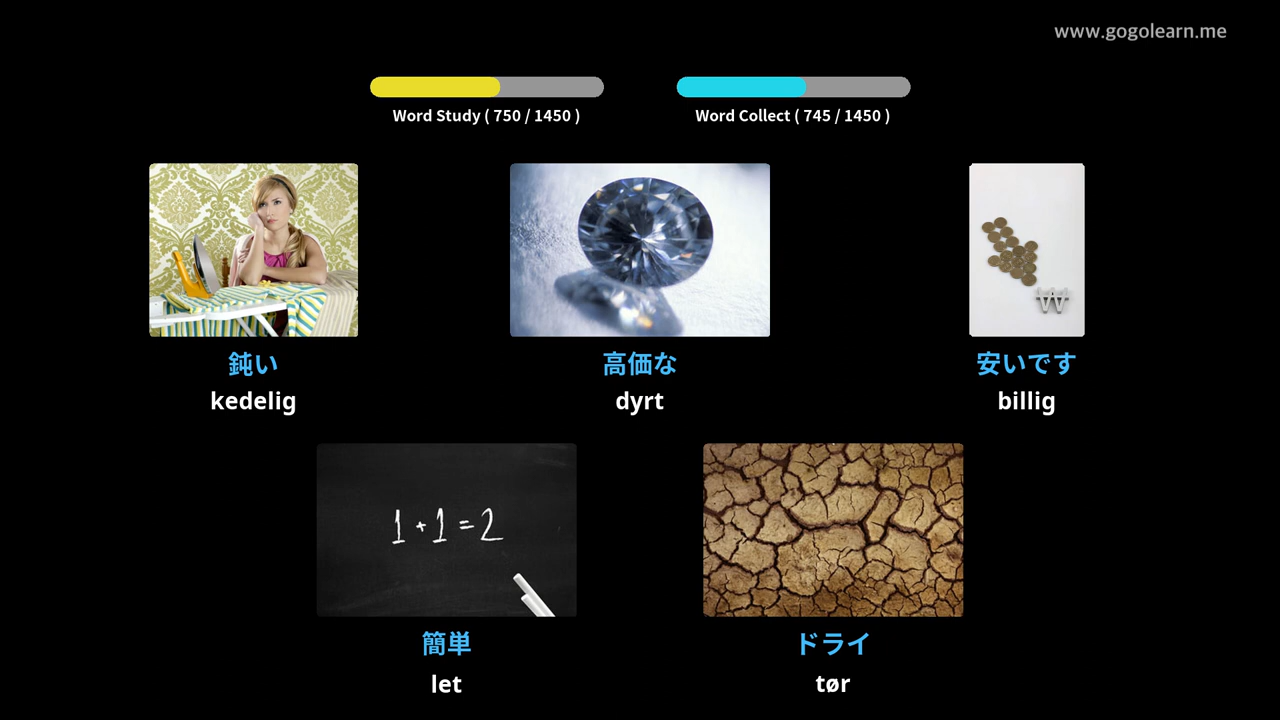 www.gogolearn.me
Word Study ( 750 / 1450 )
Word Collect ( 745 / 1450 )
鈍い
kedelig
高価な
dyrt
安いです
billig
₩
1+1=2
簡単
let
ドライ
tør